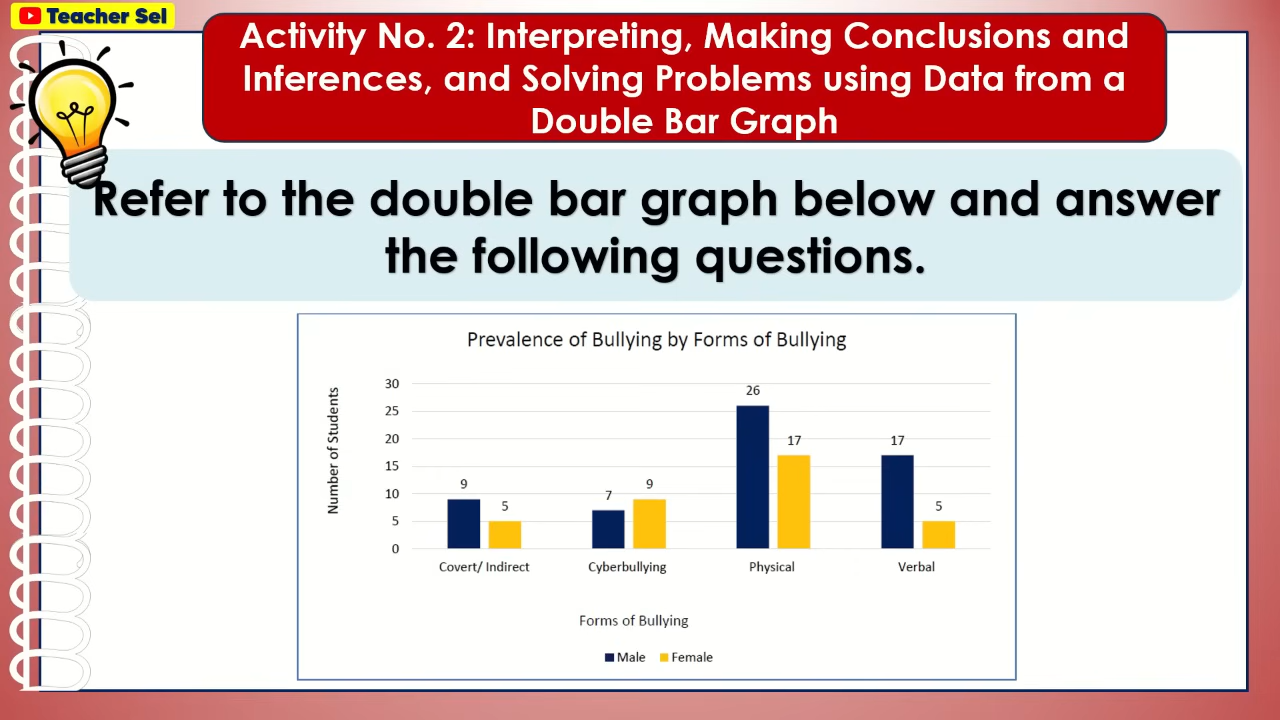 Teacher Sel
Activity No. 2: Interpreting, Making Conclusions and
Inferences, and Solving Problems using Data from a
Double Bar Graph
Refer to the double bar graph below and answer
the following questions.
Prevalence of Bullying by Forms of Bullying
Number of Students
30
25
20
15
10
5
0
9
5
7
9
26
17
17
5
Covert/ Indirect
Cyberbullying
Physical
Verbal
Forms of Bullying
Male
Female